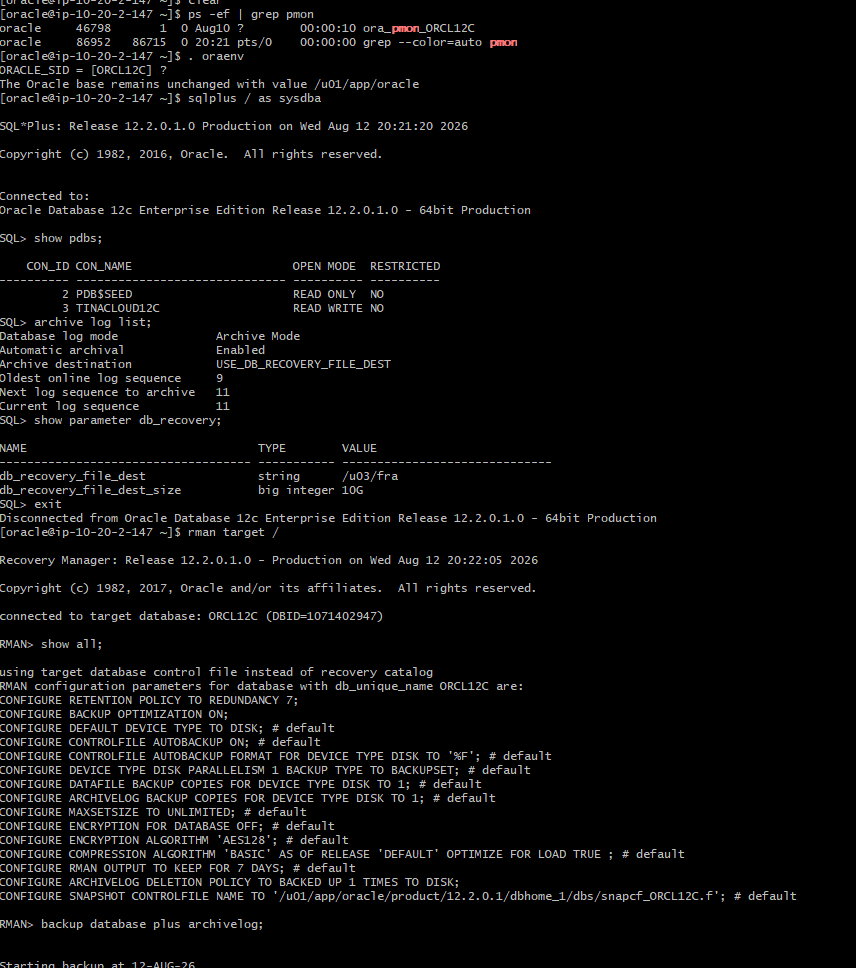 [oracle@ip-10-20-2-147 ~]$ clear
[oracle@ip-10-20-2-147 ~]$ ps -ef | grep pmon
oracle     46798       1  0 Aug10 ?        00:00:10 ora_pmon_ORCL12C
oracle     86952   86715  0 20:21 pts/0    00:00:00 grep --color=auto pmon
[oracle@ip-10-20-2-147 ~]$ . oraenv
ORACLE_SID = [ORCL12C] ?
The Oracle base remains unchanged with value /u01/app/oracle
[oracle@ip-10-20-2-147 ~]$ sqlplus / as sysdba
SQL*Plus: Release 12.2.0.1.0 Production on Wed Aug 12 20:21:20 2026
Copyright (c) 1982, 2016, Oracle.  All rights reserved.
Connected to:
Oracle Database 12c Enterprise Edition Release 12.2.0.1.0 - 64bit Production
SQL> show pdbs;
    CON_ID CON_NAME                       OPEN MODE  RESTRICTED
---------- ------------------------------ ---------- ----------
         2 PDB$SEED                       READ ONLY  NO
         3 TINACLOUD12C                   READ WRITE NO
SQL> archive log list;
Database log mode              Archive Mode
Automatic archival             Enabled
Archive destination            USE_DB_RECOVERY_FILE_DEST
Oldest online log sequence     9
Next log sequence to archive   11
Current log sequence           11
SQL> show parameter db_recovery;
NAME                                 TYPE        VALUE
------------------------------------ ----------- ------------------------------
db_recovery_file_dest                string      /u03/fra
db_recovery_file_dest_size           big integer 10G
SQL> exit
Disconnected from Oracle Database 12c Enterprise Edition Release 12.2.0.1.0 - 64bit Production
[oracle@ip-10-20-2-147 ~]$ rman target /
Recovery Manager: Release 12.2.0.1.0 - Production on Wed Aug 12 20:22:05 2026
Copyright (c) 1982, 2017, Oracle and/or its affiliates.  All rights reserved.
connected to target database: ORCL12C (DBID=1071402947)
RMAN> show all;
using target database control file instead of recovery catalog
RMAN configuration parameters for database with db_unique_name ORCL12C are:
CONFIGURE RETENTION POLICY TO REDUNDANCY 7;
CONFIGURE BACKUP OPTIMIZATION ON;
CONFIGURE DEFAULT DEVICE TYPE TO DISK; # default
CONFIGURE CONTROLFILE AUTOBACKUP ON; # default
CONFIGURE CONTROLFILE AUTOBACKUP FORMAT FOR DEVICE TYPE DISK TO '%F'; # default
CONFIGURE DEVICE TYPE DISK PARALLELISM 1 BACKUP TYPE TO BACKUPSET; # default
CONFIGURE DATAFILE BACKUP COPIES FOR DEVICE TYPE DISK TO 1; # default
CONFIGURE ARCHIVELOG BACKUP COPIES FOR DEVICE TYPE DISK TO 1; # default
CONFIGURE MAXSETSIZE TO UNLIMITED; # default
CONFIGURE ENCRYPTION FOR DATABASE OFF; # default
CONFIGURE ENCRYPTION ALGORITHM 'AES128'; # default
CONFIGURE COMPRESSION ALGORITHM 'BASIC' AS OF RELEASE 'DEFAULT' OPTIMIZE FOR LOAD TRUE ; # default
CONFIGURE RMAN OUTPUT TO KEEP FOR 7 DAYS; # default
CONFIGURE ARCHIVELOG DELETION POLICY TO BACKED UP 1 TIMES TO DISK;
CONFIGURE SNAPSHOT CONTROLFILE NAME TO '/u01/app/oracle/product/12.2.0.1/dbhome_1/dbs/snapcf_ORCL12C.f'; # default
RMAN> backup database plus archivelog;
Starting backup at 12-AUG-26